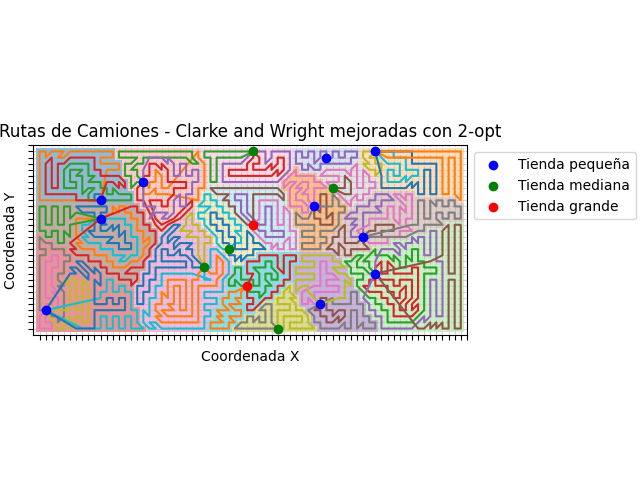 Rutas de Camiones - Clarke and Wright mejoradas con 2-opt
Tienda pequeña
Tienda mediana
Tienda grande
Coordenada Y
Coordenada X